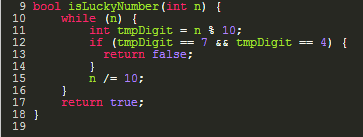 9 bool isLuckyNumber(int n) {
10     while (n) {
11         int tmpDigit = n % 10;
12         if (tmpDigit == 7 && tmpDigit == 4) {
13           return false;
14         }
15         n /= 10;
16     }
17     return true;
18 }
19